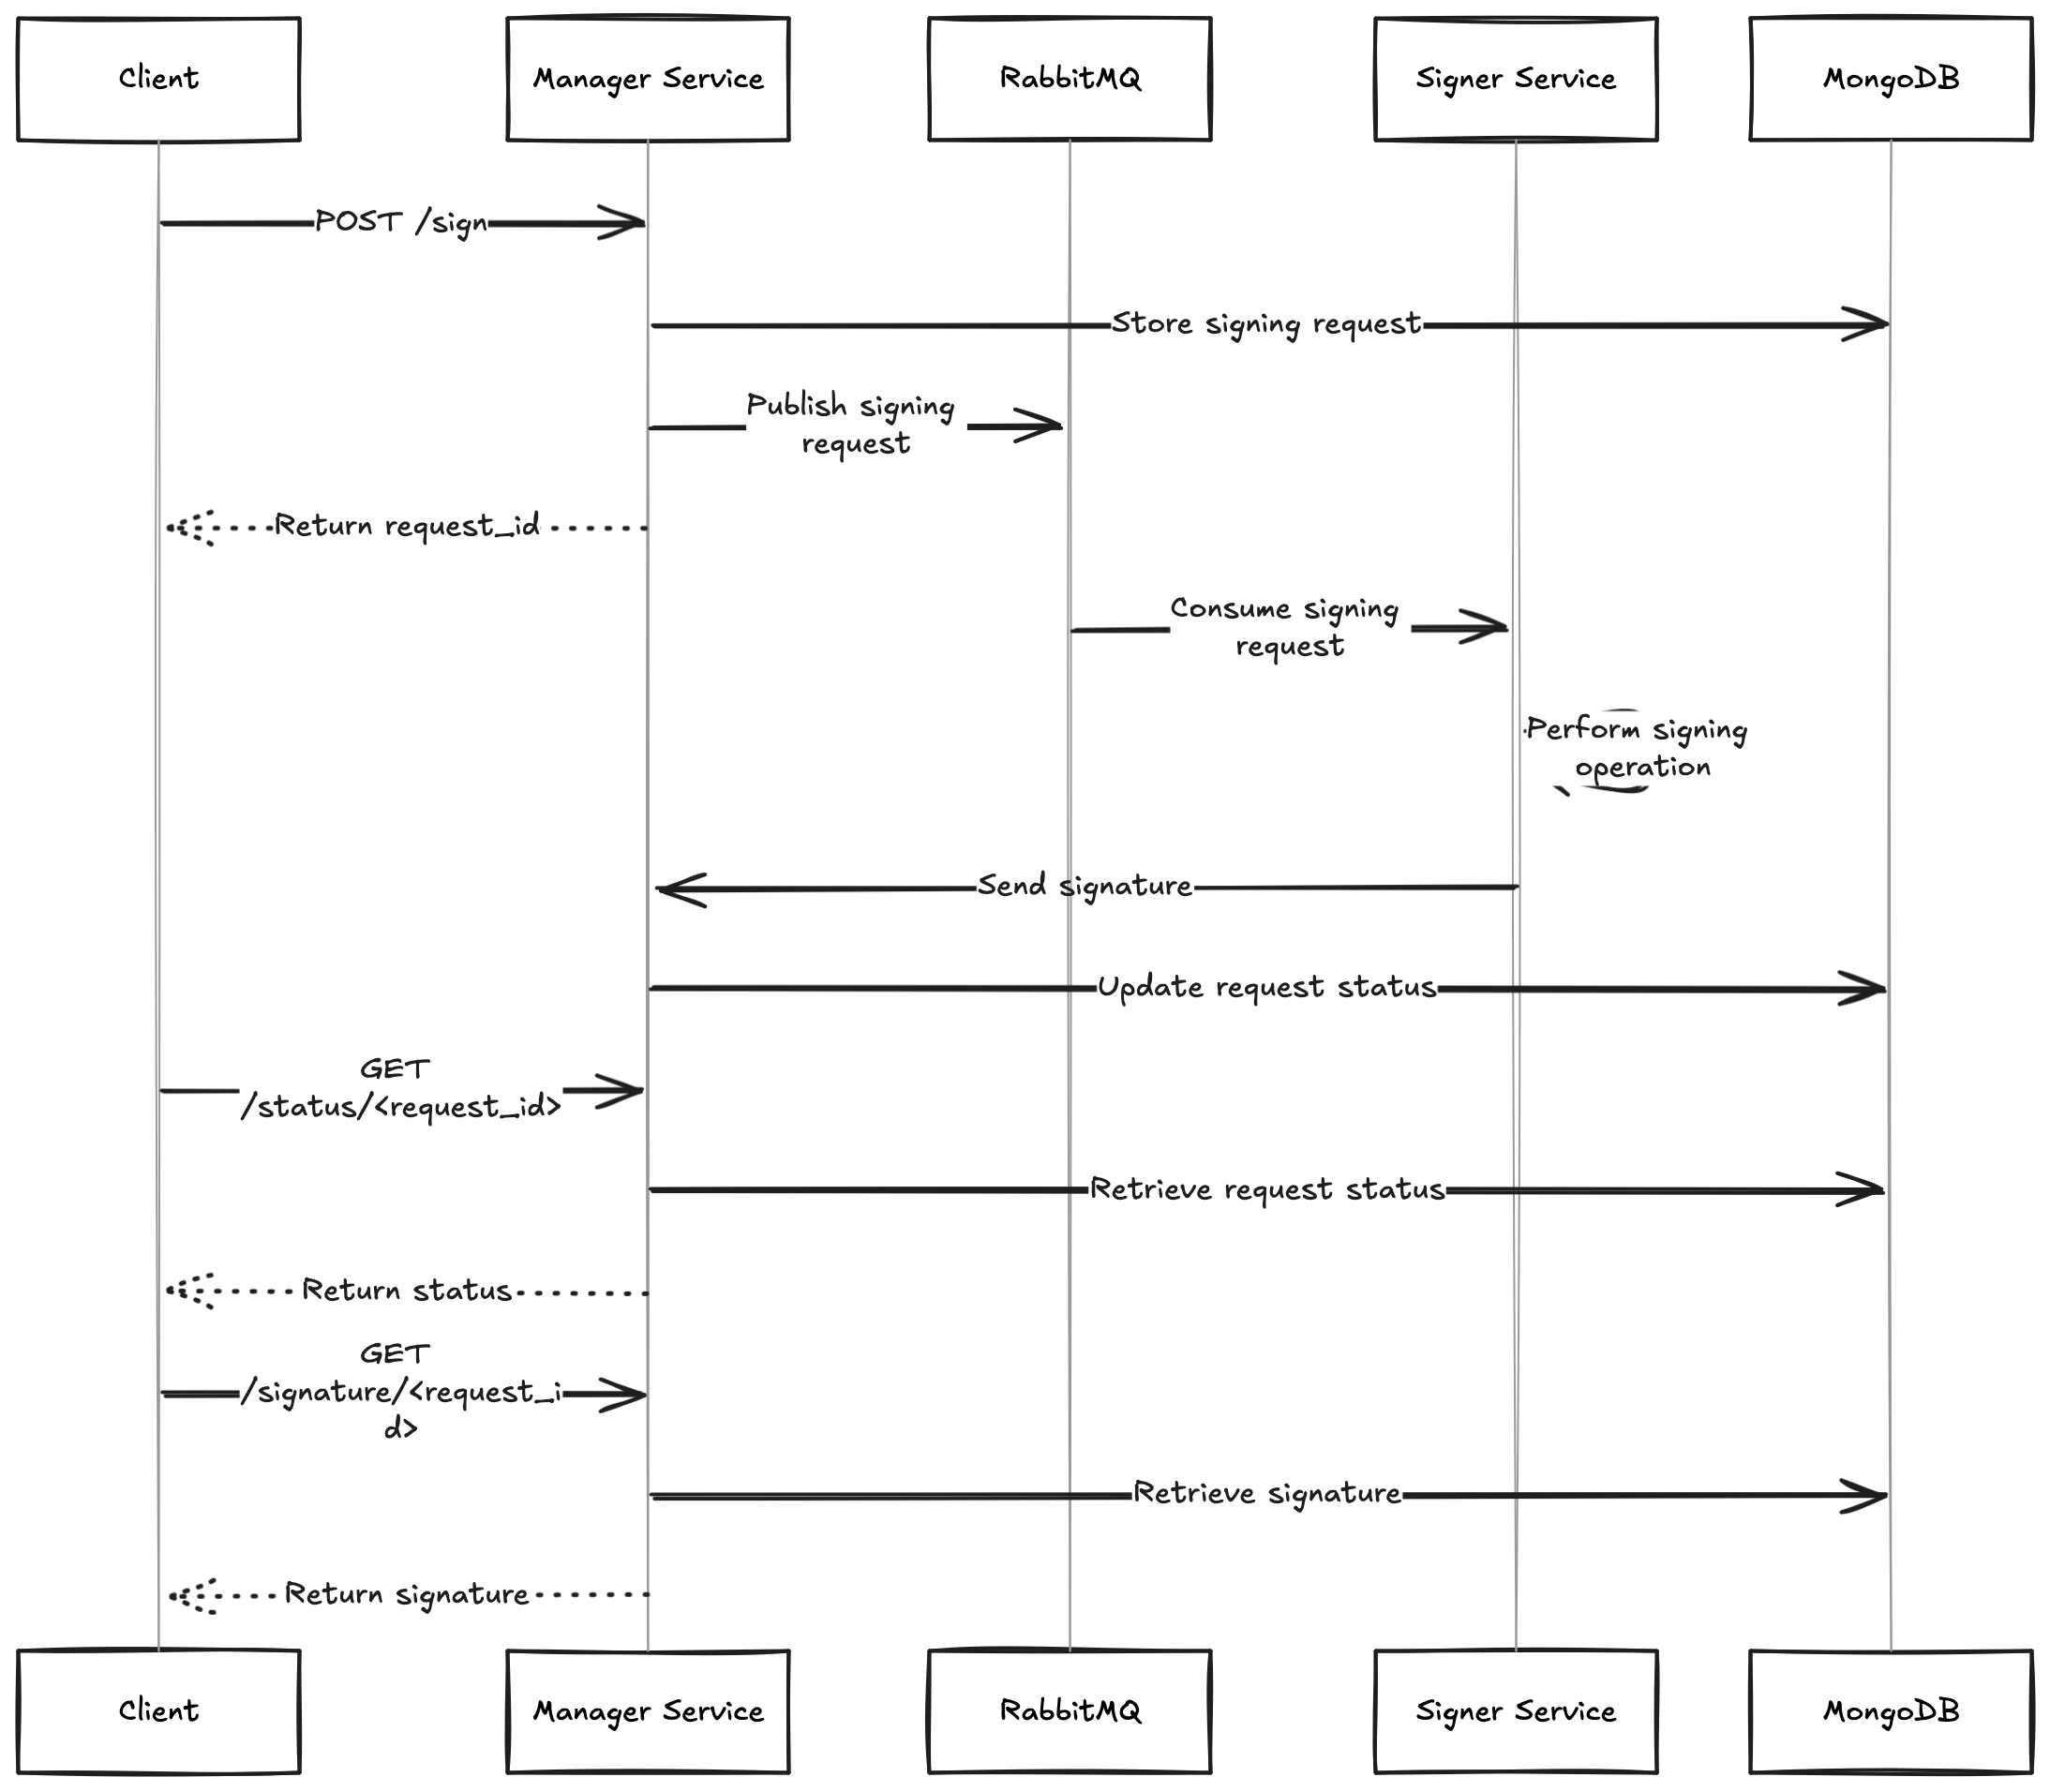 Client
Manager Service
RabbitMQ
Signer Service
MongoDB
POST /sign
Store signing request
Publish signing
request
Return request_id
Consume signing
request
Perform signing
operation
Send signature
Update request status
GET
/status/<request_id>
Retrieve request status
Return status
GET
/signature/<request_i
d>
Retrieve signature
Return signature
Client
Manager Service
RabbitMQ
Signer Service
MongoDB